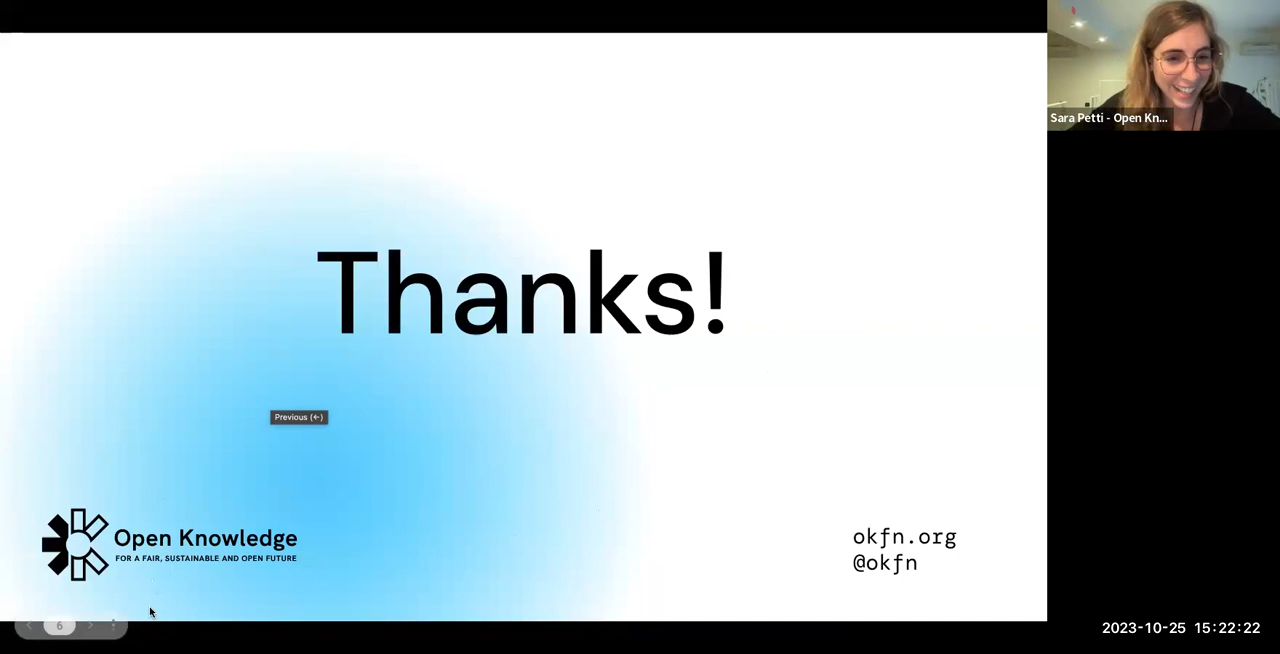 Sara Petti - Open Kn...
Thanks!
Previous (←)
Open Knowledge
FOR A FAIR, SUSTAINABLE AND OPEN FUTURE
okfn.org
@okfn
6
2023-10-25 15:22:22